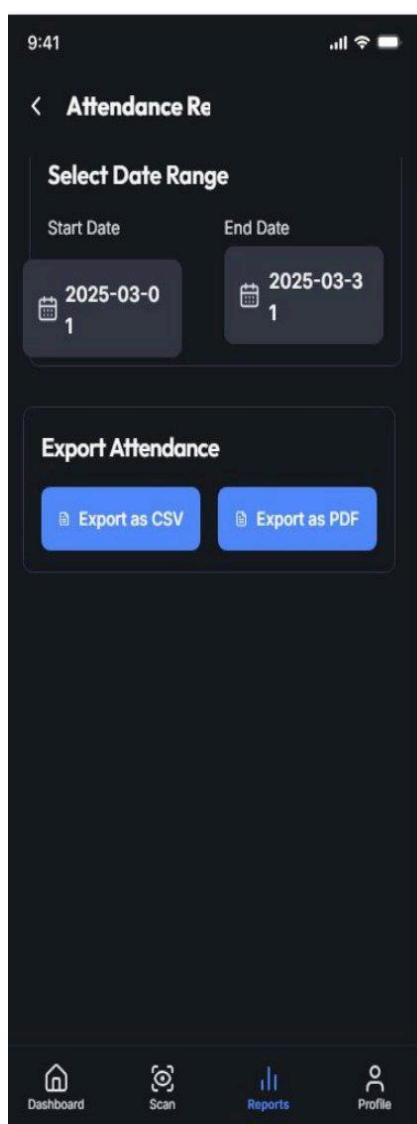 9:41
Attendance Re
Select Date Range
Start Date
End Date
2025-03-0
1
2025-03-3
1
Export Attendance
Export as CSV
Export as PDF
Dashboard
Scan
Reports
Profile